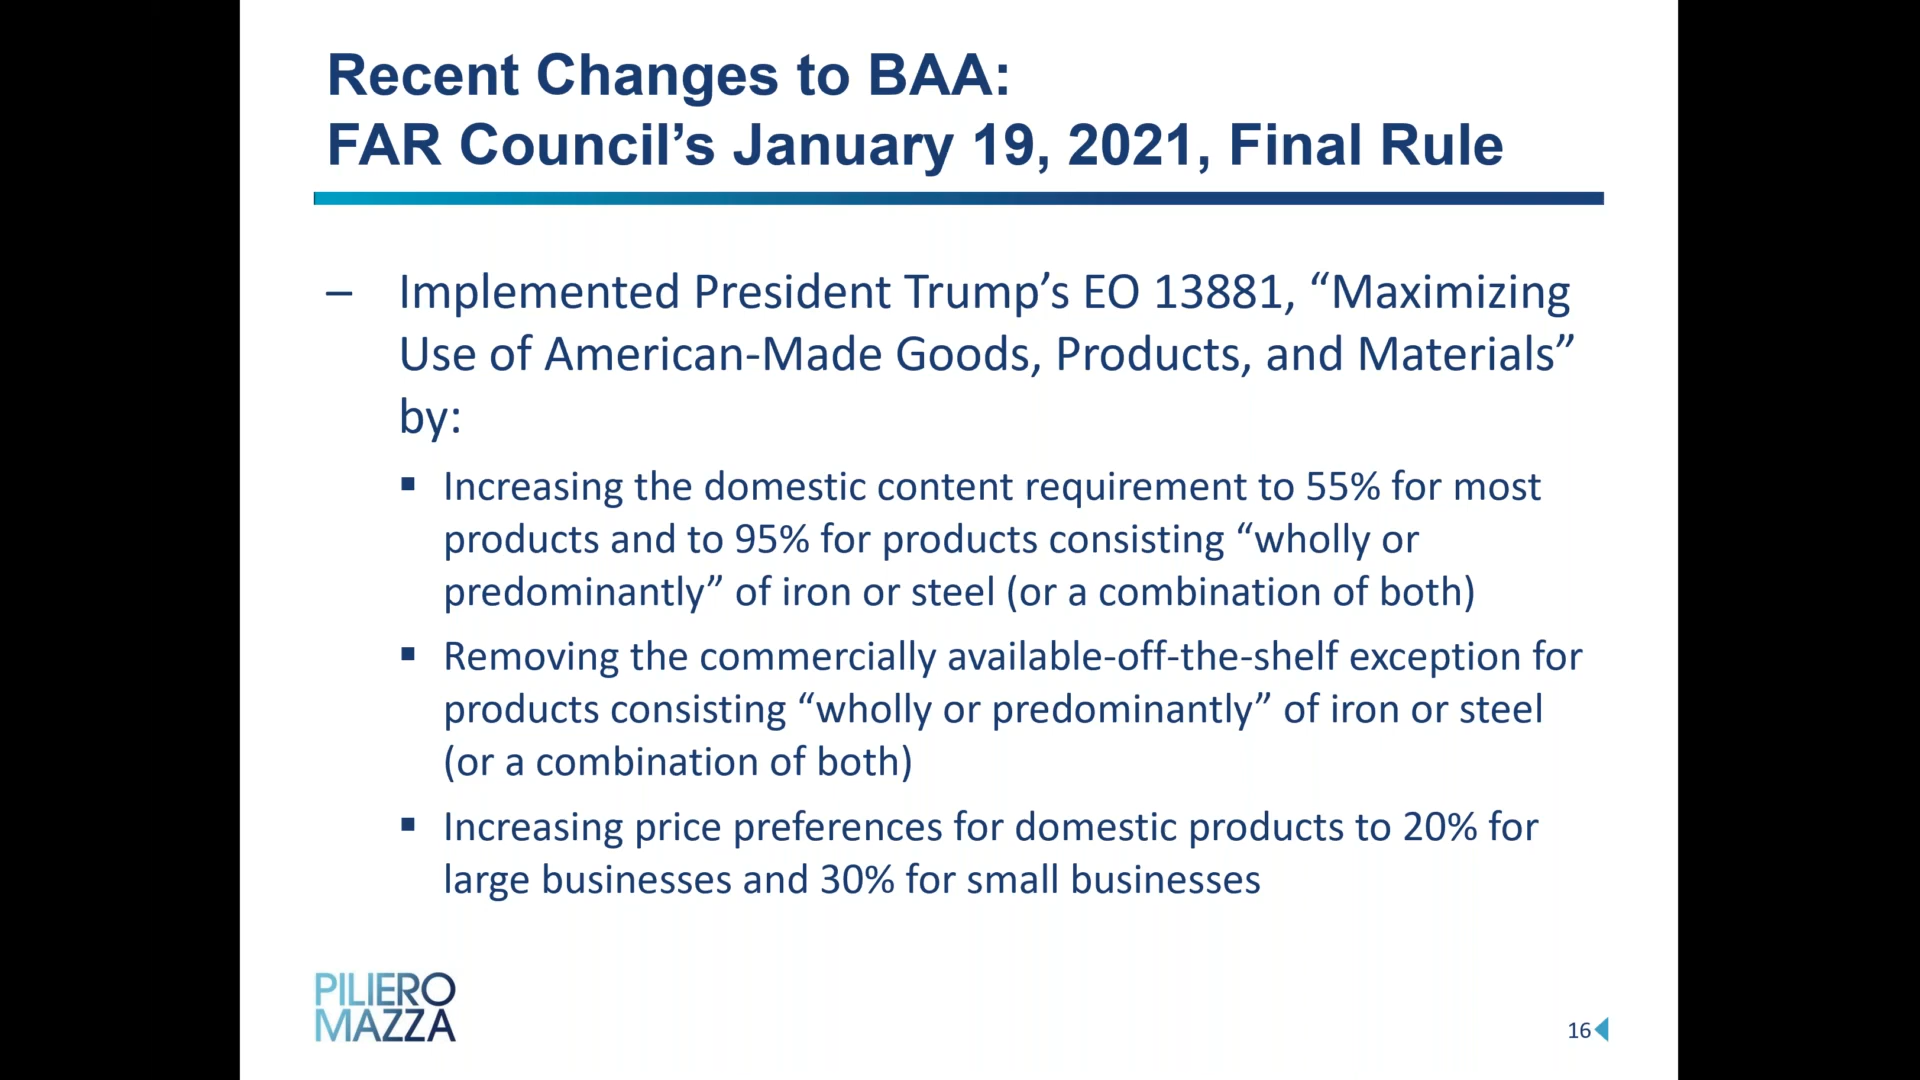 Recent Changes to BAA:
FAR Council’s January 19, 2021, Final Rule
– Implemented President Trump’s EO 13881, “Maximizing
Use of American-Made Goods, Products, and Materials”
by:
▪ Increasing the domestic content requirement to 55% for most
products and to 95% for products consisting “wholly or
predominantly” of iron or steel (or a combination of both)
▪ Removing the commercially available-off-the-shelf exception for
products consisting “wholly or predominantly” of iron or steel
(or a combination of both)
▪ Increasing price preferences for domestic products to 20% for
large businesses and 30% for small businesses
PILIERO
MAZZA
16